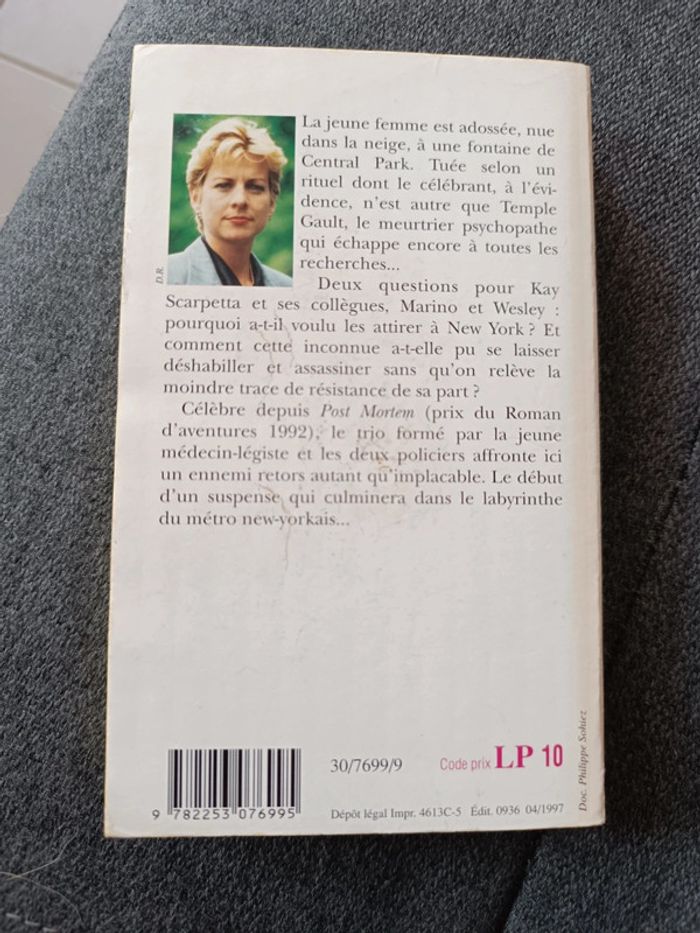 La jeune femme est adossée, nue
dans la neige, à une fontaine de
Central Park. Tuée selon un
rituel dont le célébrant, à l'évi-
dence, n'est autre que Temple
Gault, le meurtrier psychopathe
qui échappe encore à toutes les
recherches...
D.R.
Deux questions pour Kay
Scarpetta et ses collègues, Marino et Wesley :
pourquoi a-t-il voulu les attirer à New York ? Et
comment cette inconnue a-t-elle pu se laisser
déshabiller et assassiner sans qu'on relève la
moindre trace de résistance de sa part ?
Célèbre depuis Post Mortem (prix du Roman
d'aventures 1992), le trio formé par la jeune
médecin-légiste et les deux policiers affronte ici
un ennemi retors autant qu'implacable. Le début
d'un suspense qui culminera dans le labyrinthe
du métro new-yorkais...
Doc. Philippe Sohiez
30/7699/9
Code prix LP 10
9 782253 076995
Dépôt légal Impr. 4613C-5 Édit. 0936 04/1997